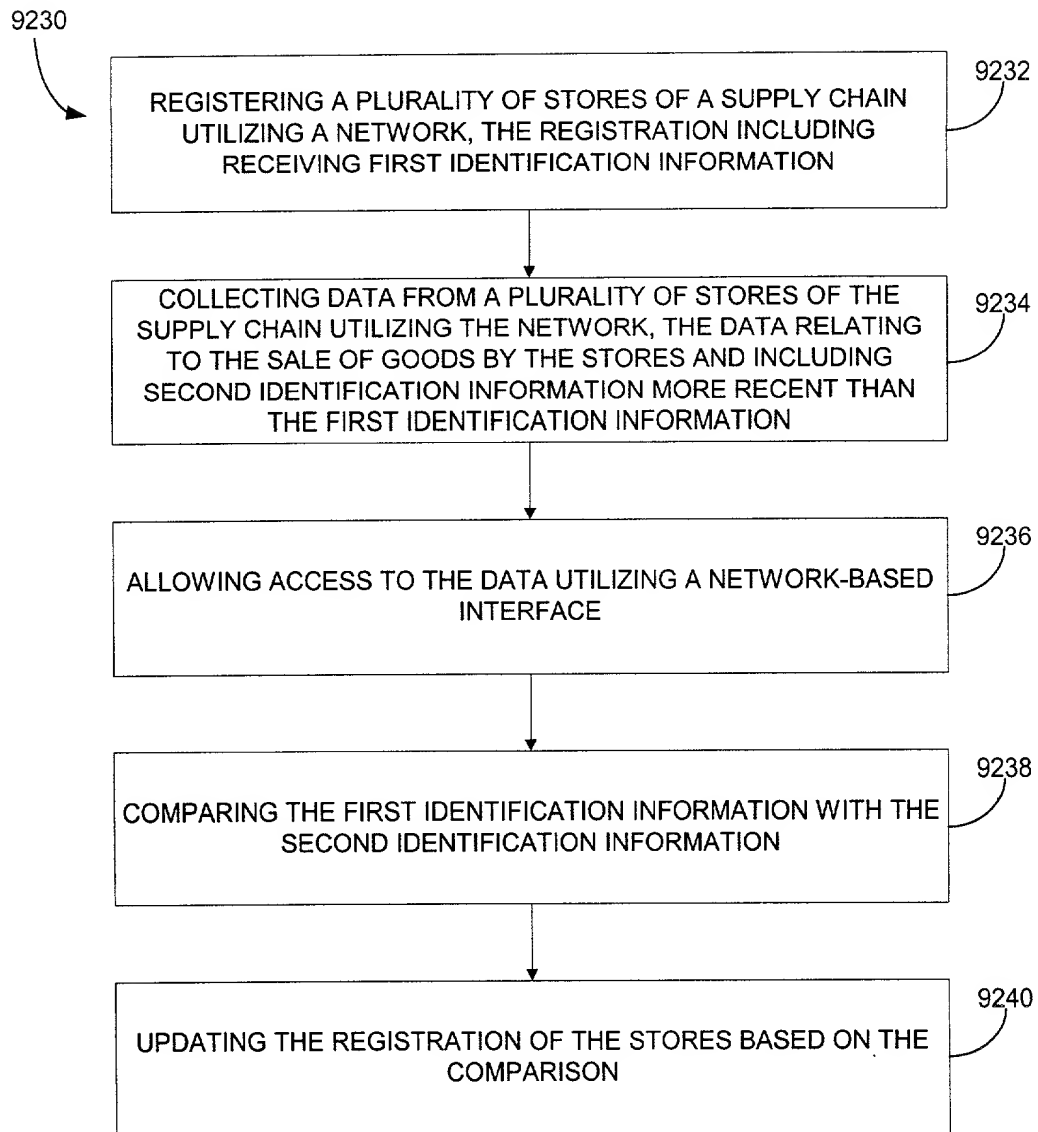 9230
9232
REGISTERING A PLURALITY OF STORES OF A SUPPLY CHAIN
UTILIZING A NETWORK, THE REGISTRATION INCLUDING
RECEIVING FIRST IDENTIFICATION INFORMATION
9234
COLLECTING DATA FROM A PLURALITY OF STORES OF THE
SUPPLY CHAIN UTILIZING THE NETWORK, THE DATA RELATING
TO THE SALE OF GOODS BY THE STORES AND INCLUDING
SECOND IDENTIFICATION INFORMATION MORE RECENT THAN
THE FIRST IDENTIFICATION INFORMATION
9236
ALLOWING ACCESS TO THE DATA UTILIZING A NETWORK-BASED
INTERFACE
9238
COMPARING THE FIRST IDENTIFICATION INFORMATION WITH THE
SECOND IDENTIFICATION INFORMATION
9240
UPDATING THE REGISTRATION OF THE STORES BASED ON THE
COMPARISON